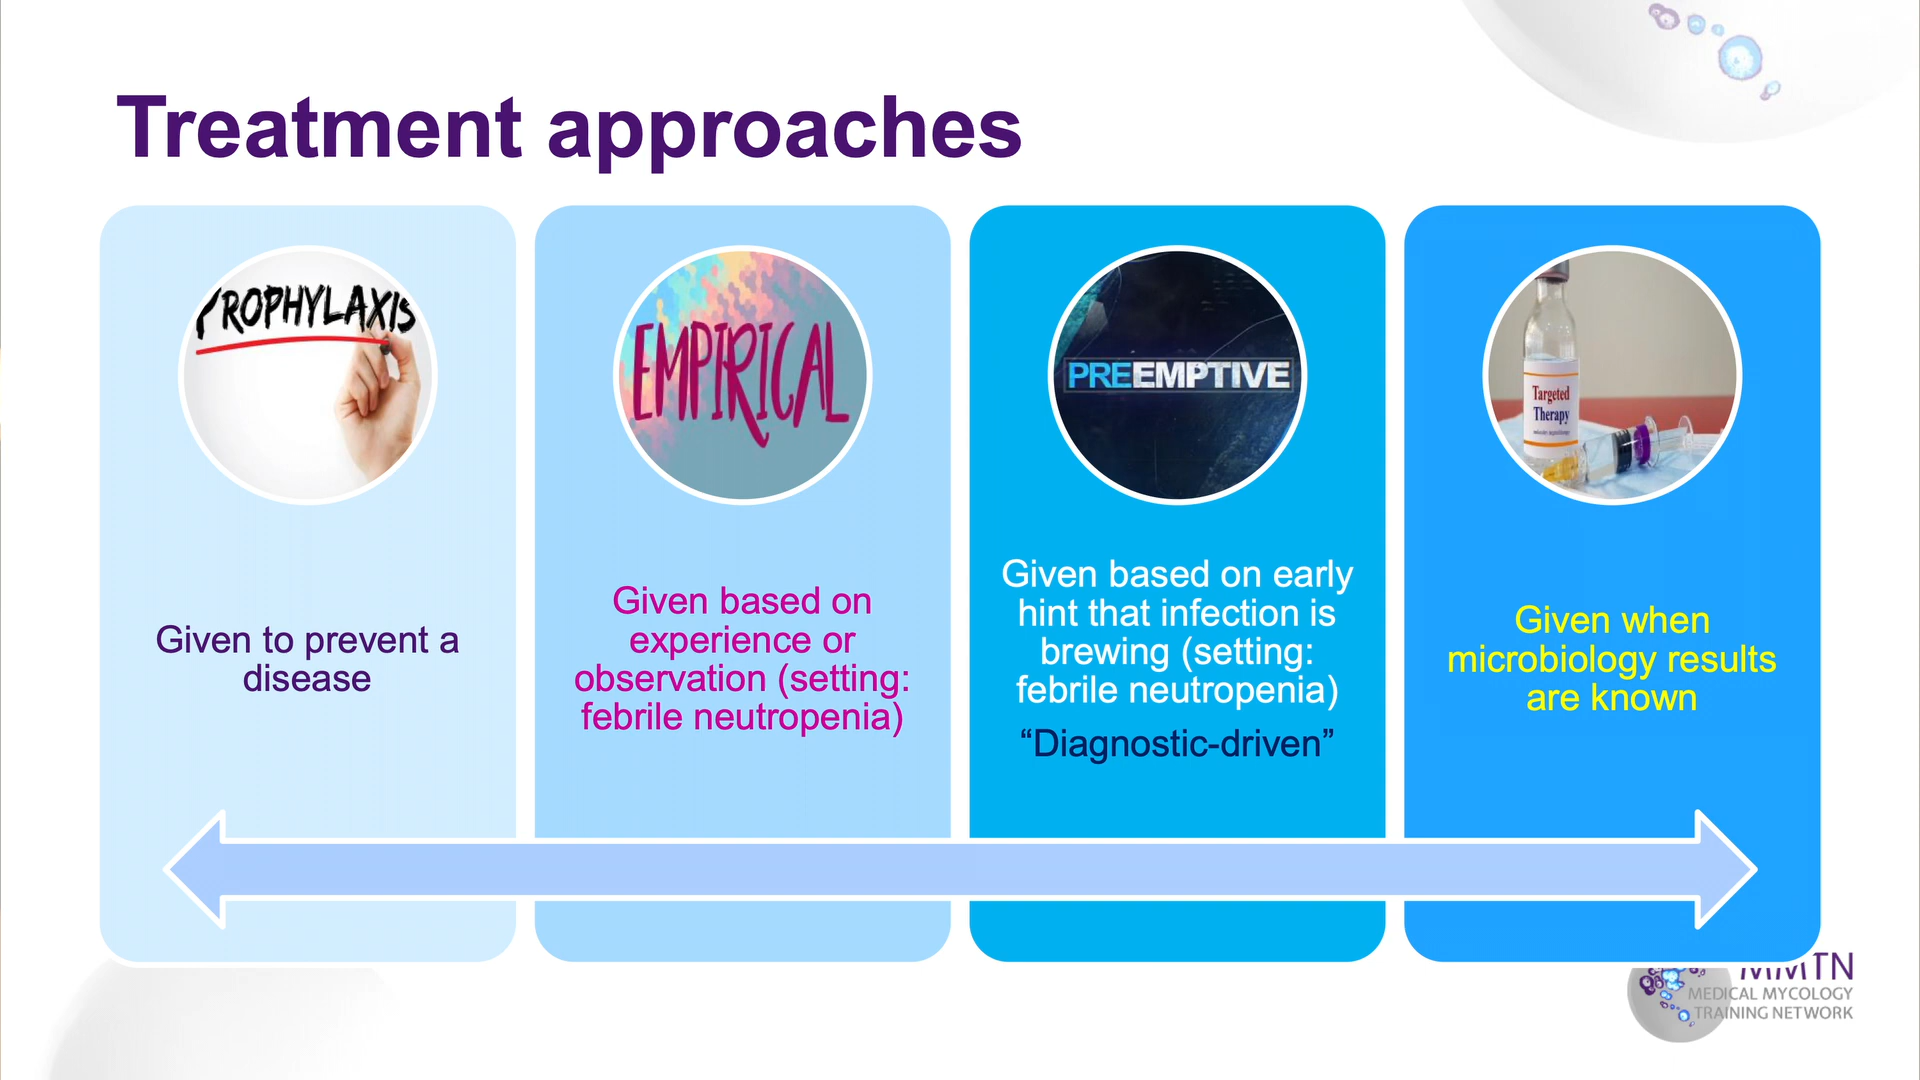 Treatment approaches
PROPHYLAXIS
EMPIRICAL
PREEMPTIVE
Targeted
Therapy
Given to prevent a
disease
Given based on
experience or
observation (setting:
febrile neutropenia)
Given based on early
hint that infection is
brewing (setting:
febrile neutropenia)
“Diagnostic-driven”
Given when
microbiology results
are known
MMTN
MEDICAL MYCOLOGY
TRAINING NETWORK